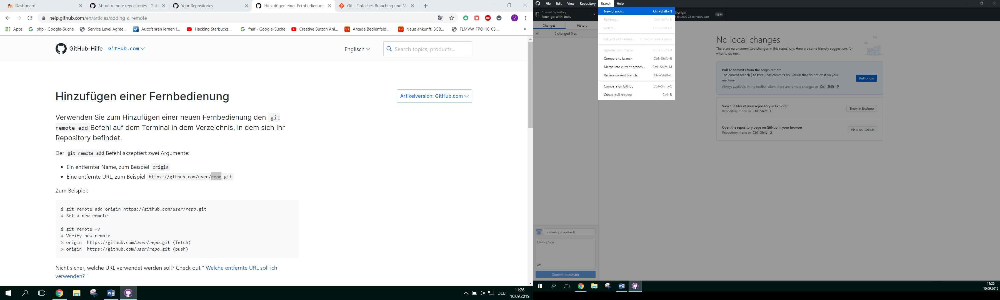 Dashboard
About remote repositories - GitH
Your Repositories
Hinzufügen einer Fernbedienung
Git - Einfaches Branching und Me
help.github.com/en/articles/adding-a-remote
Apps
php - Google-Suche
Service Level Agree...
Autofahren lernen I...
Hacking Starbucks...
fnaf - Google-Suche
Creative Button Ani...
Arcade Bedienfeld...
Neue ankunft! 3GB...
FLMVW_FPO_18_03...
»
GitHub-Hilfe
GitHub.com
Englisch
Search topics, products...
Hinzufügen einer Fernbedienung
Artikelversion: GitHub.com
Verwenden Sie zum Hinzufügen einer neuen Fernbedienung den git
remote add Befehl auf dem Terminal in dem Verzeichnis, in dem sich Ihr
Repository befindet.
Der git remote add Befehl akzeptiert zwei Argumente:
• Ein entfernter Name, zum Beispiel origin
• Eine entfernte URL, zum Beispiel https://github.com/user/repo.git
Zum Beispiel:
$ git remote add origin https://github.com/user/repo.git
# Set a new remote
$ git remote -v
# Verify new remote
> origin  https://github.com/user/repo.git (fetch)
> origin  https://github.com/user/repo.git (push)
Nicht sicher, welche URL verwendet werden soll? Check out " Welche entfernte URL soll ich
verwenden? "
DEU
11:26
10.09.2019
File Edit View Repository Branch Help
Current repository
learn-go-with-tests
origin
fetched 21 minutes ago
12
Changes
History
0 changed files
New branch... Ctrl+Shift+N
Rename... Ctrl+Shift+R
Delete... Ctrl+Shift+D
Discard all changes... Ctrl+Shift+Backspace
Update from master Ctrl+Shift+U
Compare to branch Ctrl+Shift+B
Merge into current branch... Ctrl+Shift+M
Rebase current branch... Ctrl+Shift+E
Compare on GitHub Ctrl+Shift+C
Create pull request Ctrl+R
No local changes
There are no uncommitted changes in this repository. Here are some friendly suggestions for
what to do next.
Pull 12 commits from the origin remote
The current branch (master) has commits on GitHub that do not exist on your
machine.
Always available in the toolbar when there are remote changes or Ctrl Shift P
Pull origin
View the files of your repository in Explorer
Repository menu or Ctrl Shift F
Show in Explorer
Open the repository page on GitHub in your browser
Repository menu or Ctrl Shift G
View on GitHub
Summary (required)
Description
Commit to master
11:26
10.09.2019